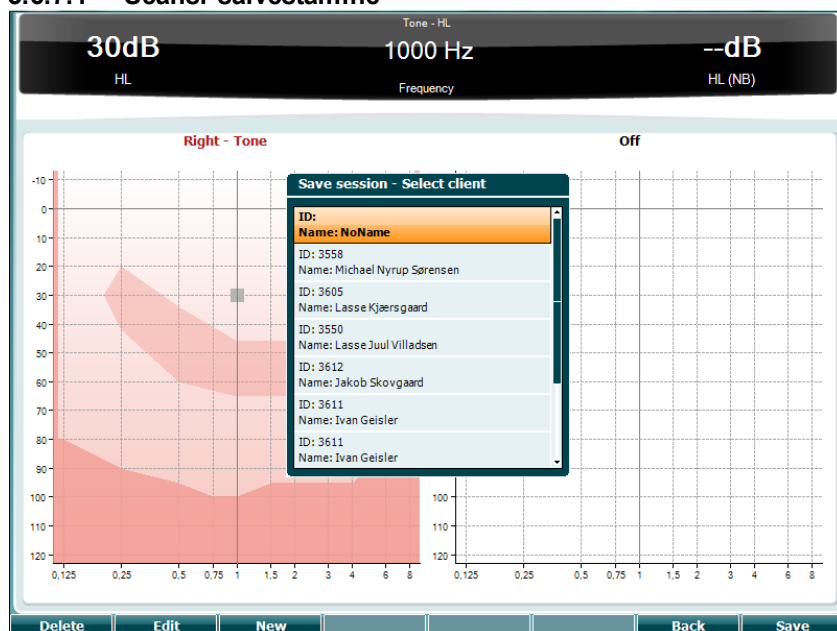 Seansi salvestamine
Tone - HL
30dB
1000 Hz
--dB
HL
Frequency
HL (NB)
Right - Tone
Off
Save session - Select client
ID:
Name: NoName
ID: 3558
Name: Michael Nyrup Sørensen
ID: 3605
Name: Lasse Kjærsgaard
ID: 3550
Name: Lasse Juul Villadsen
ID: 3612
Name: Jakob Skovgaard
ID: 3611
Name: Ivan Geisler
ID: 3611
Name: Ivan Geisler
-10
0
10
20
30
40
50
60
70
80
90
100
110
120
0,125 0,25 0,5 0,75 1 1,5 2 3 4 6 8
100
110
120
0,125 0,25 0,5 0,75 1 1,5 2 3 4 6 8
Delete Edit New Back Save